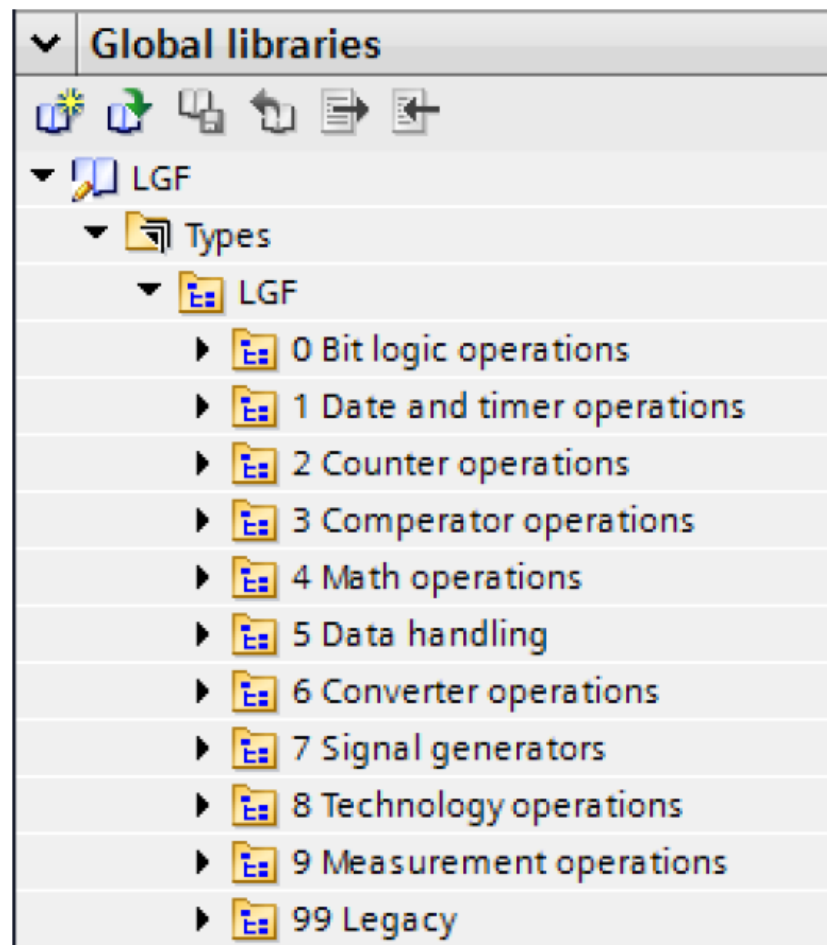 Global libraries
LGF
Types
LGF
0 Bit logic operations
1 Date and timer operations
2 Counter operations
3 Comperator operations
4 Math operations
5 Data handling
6 Converter operations
7 Signal generators
8 Technology operations
9 Measurement operations
99 Legacy